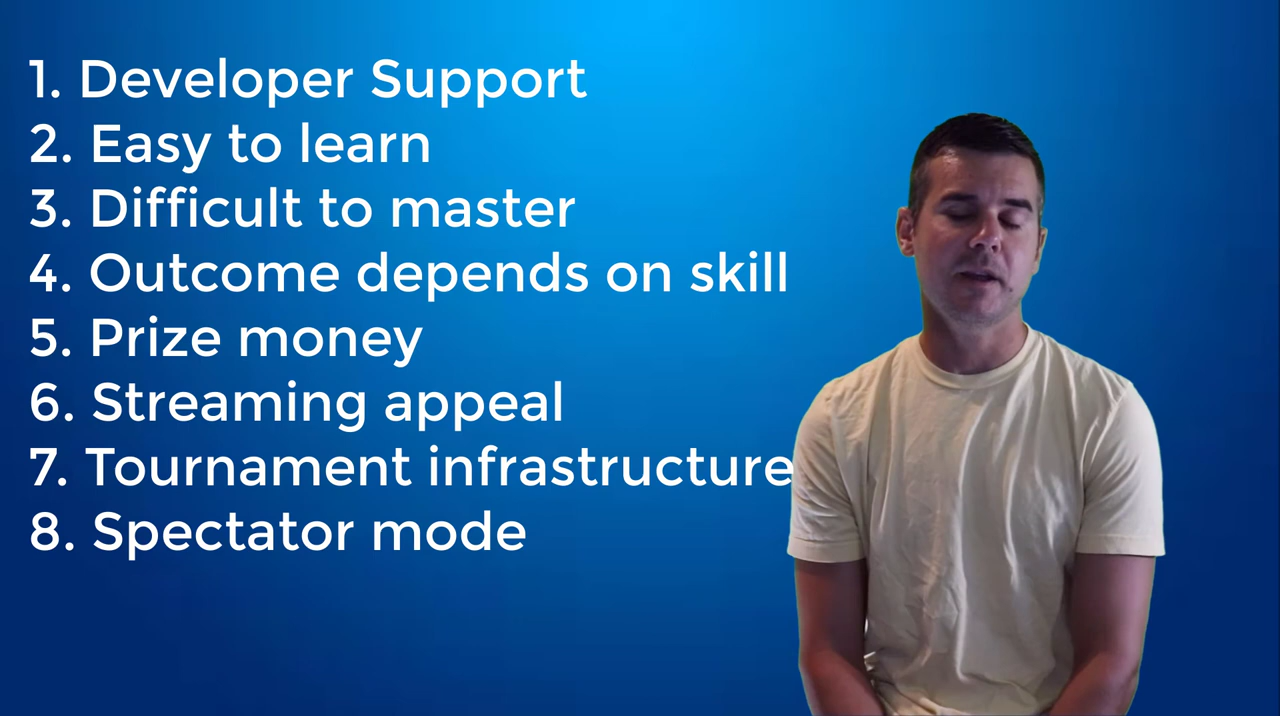 1. Developer Support
2. Easy to learn
3. Difficult to master
4. Outcome depends on skill
5. Prize money
6. Streaming appeal
7. Tournament infrastructure
8. Spectator mode